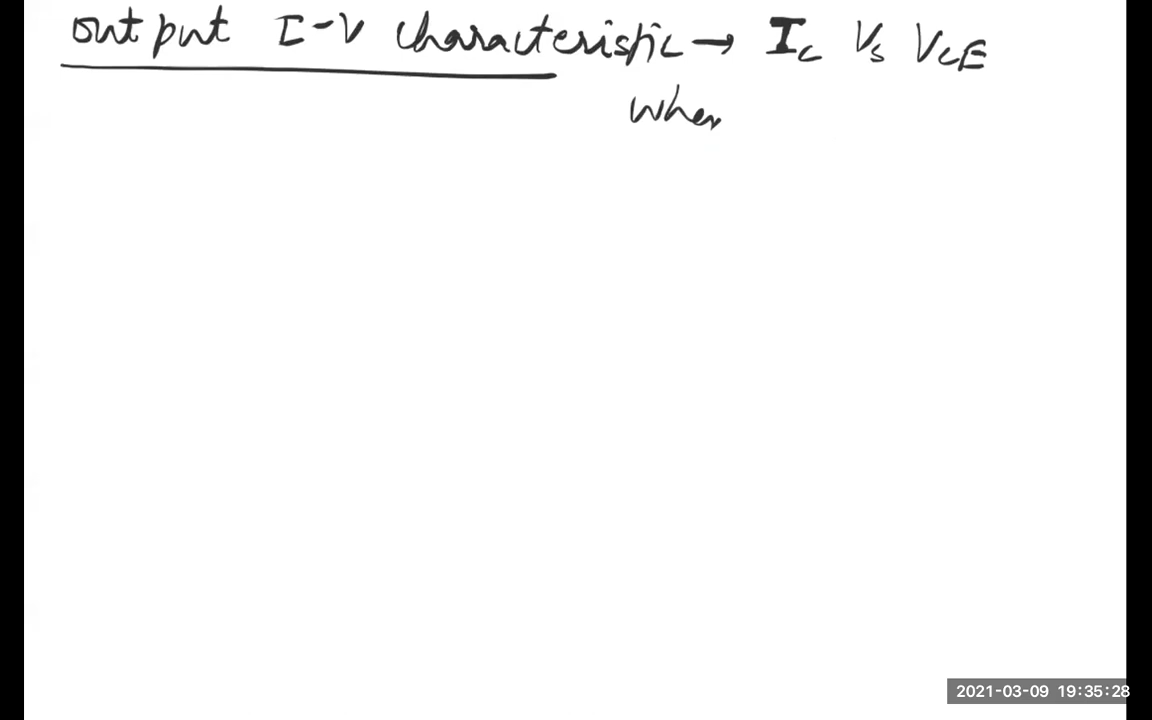 output I-V characteristic → Ic Vs VCE
when
2021-03-09 19:35:28